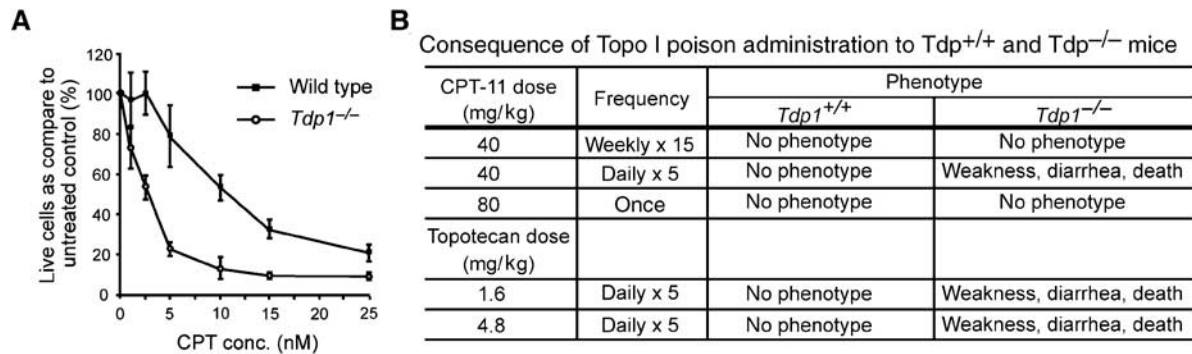 A
120
100
80
60
40
20
0
Live cells as compare to
untreated control (%)
Wild type
Tdp1–/–
0 5 10 15 20 25
CPT conc. (nM)
B
Consequence of Topo I poison administration to Tdp+/+ and Tdp–/– mice
CPT-11 dose
(mg/kg)
Frequency
Phenotype
Tdp1+/+ Tdp1–/–
40 Weekly x 15 No phenotype No phenotype
40 Daily x 5 No phenotype Weakness, diarrhea, death
80 Once No phenotype No phenotype
Topotecan dose
(mg/kg)
1.6 Daily x 5 No phenotype Weakness, diarrhea, death
4.8 Daily x 5 No phenotype Weakness, diarrhea, death